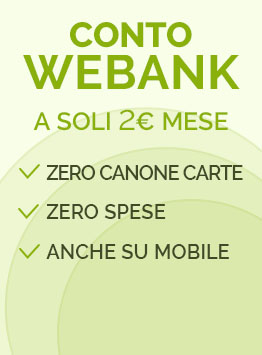 CONTO
WEBANK
A SOLI 2€ MESE
ZERO CANONE CARTE
ZERO SPESE
ANCHE SU MOBILE